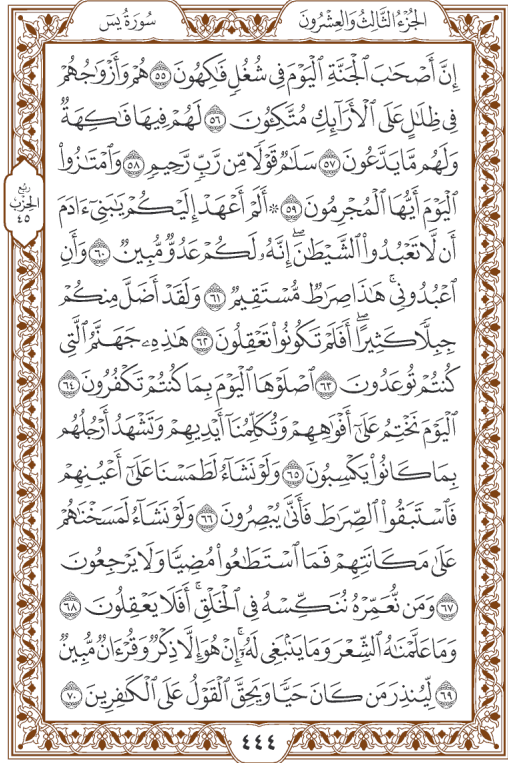 الجُزْءُ الثَّالِثُ وَالعِشْرُونَ
سُورَةُ يسٓ
إِنَّ أَصۡحَٰبَ ٱلۡجَنَّةِ ٱلۡيَوۡمَ فِي شُغُلٖ فَٰكِهُونَ ٥٥ هُمۡ وَأَزۡوَٰجُهُمۡ
فِي ظِلَٰلٍ عَلَى ٱلۡأَرَآئِكِ مُتَّكِـُٔونَ ٥٦ لَهُمۡ فِيهَا فَٰكِهَةٞ
وَلَهُم مَّا يَدَّعُونَ ٥٧ سَلَٰمٞ قَوۡلٗا مِّن رَّبّٖ رَّحِيمٖ ٥٨ وَٱمۡتَٰزُواْ
ٱلۡيَوۡمَ أَيُّهَا ٱلۡمُجۡرِمُونَ ٥٩ ۞ أَلَمۡ أَعۡهَدۡ إِلَيۡكُمۡ يَٰبَنِيٓ ءَادَمَ
أَن لَّا تَعۡبُدُواْ ٱلشَّيۡطَٰنَۖ إِنَّهُۥ لَكُمۡ عَدُوّٞ مُّبِينٞ ٦٠ وَأَنِ
ٱعۡبُدُونِيۚ هَٰذَا صِرَٰطٞ مُّسۡتَقِيمٞ ٦١ وَلَقَدۡ أَضَلَّ مِنكُمۡ
جِبِلّٗا كَثِيرًاۖ أَفَلَمۡ تَكُونُواْ تَعۡقِلُونَ ٦٢ هَٰذِهِۦ جَهَنَّمُ ٱلَّتِي
كُنتُمۡ تُوعَدُونَ ٦٣ ٱصۡلَوۡهَا ٱلۡيَوۡمَ بِمَا كُنتُمۡ تَكۡفُرُونَ ٦٤
ٱلۡيَوۡمَ نَخۡتِمُ عَلَىٰٓ أَفۡوَٰهِهِمۡ وَتُكَلِّمُنَآ أَيۡدِيهِمۡ وَتَشۡهَدُ أَرۡجُلُهُم
بِمَا كَانُواْ يَكۡسِبُونَ ٦٥ وَلَوۡ نَشَآءُ لَطَمَسۡنَا عَلَىٰٓ أَعۡيُنِهِمۡ
فَٱسۡتَبَقُواْ ٱلصِّرَٰطَ فَأَنَّىٰ يُبۡصِرُونَ ٦٦ وَلَوۡ نَشَآءُ لَمَسَخۡنَٰهُمۡ
عَلَىٰ مَكَانَتِهِمۡ فَمَا ٱسۡتَطَٰعُواْ مُضِيّٗا وَلَا يَرۡجِعُونَ
٦٧ وَمَن نُّعَمِّرۡهُ نُنَكِّسۡهُ فِي ٱلۡخَلۡقِۚ أَفَلَا يَعۡقِلُونَ ٦٨
وَمَا عَلَّمۡنَٰهُ ٱلشِّعۡرَ وَمَا يَنۢبَغِي لَهُۥٓۚ إِنۡ هُوَ إِلَّا ذِكۡرٞ وَقُرۡءَانٞ مُّبِينٞ
٦٩ لِّيُنذِرَ مَن كَانَ حَيّٗا وَيَحِقَّ ٱلۡقَوۡلُ عَلَى ٱلۡكَٰفِرِينَ ٧٠
ربع
الحزب
٤٥
٤٤٤